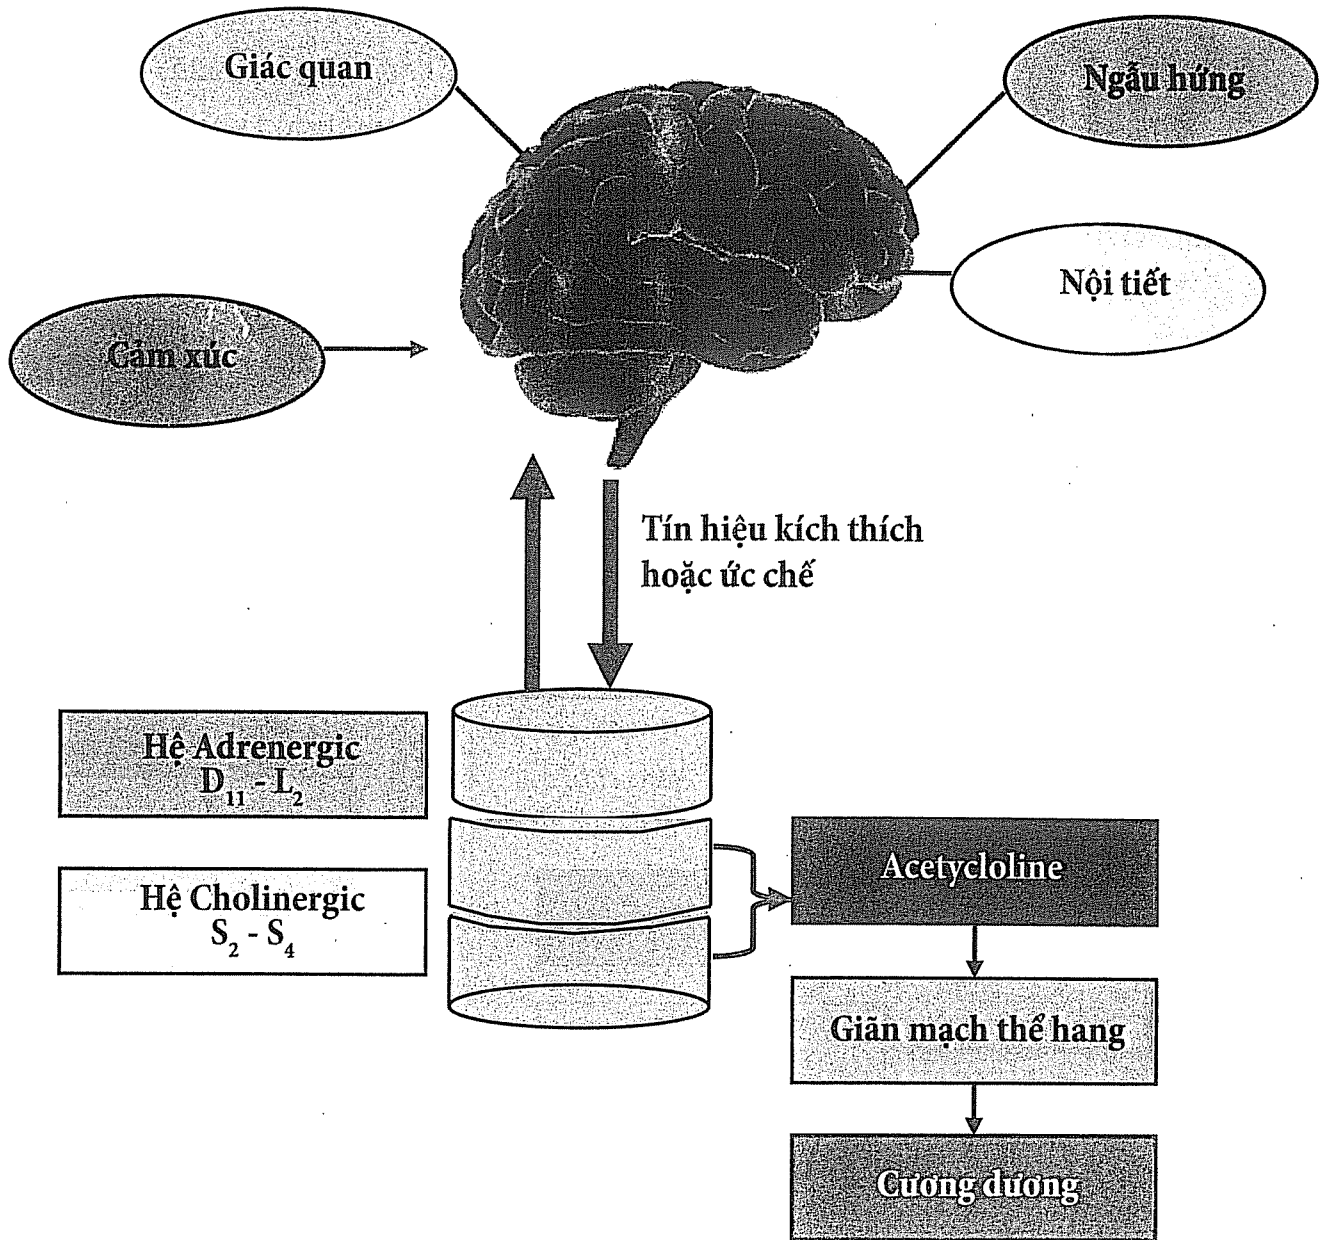 Giác quan
Ngẫu hứng
Nội tiết
Cảm xúc
Tín hiệu kích thích
hoặc ức chế
Hệ Adrenergic
D₁₁ - L₂
Hệ Cholinergic
S₂ - S₄
Acetycloline
Giãn mạch thể hang
Cương dương